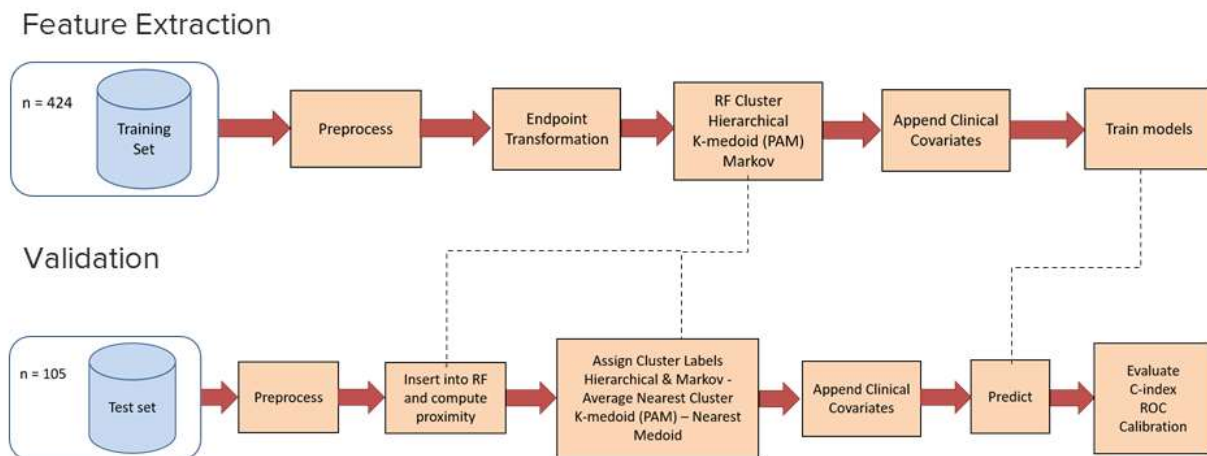 Feature Extraction
n = 424
Training
Set
Preprocess
Endpoint
Transformation
RF Cluster
Hierarchical
K-medoid (PAM)
Markov
Append Clinical
Covariates
Train models
Validation
n = 105
Test set
Preprocess
Insert into RF
and compute
proximity
Assign Cluster Labels
Hierarchical & Markov -
Average Nearest Cluster
K-medoid (PAM) – Nearest
Medoid
Append Clinical
Covariates
Predict
Evaluate
C-index
ROC
Calibration